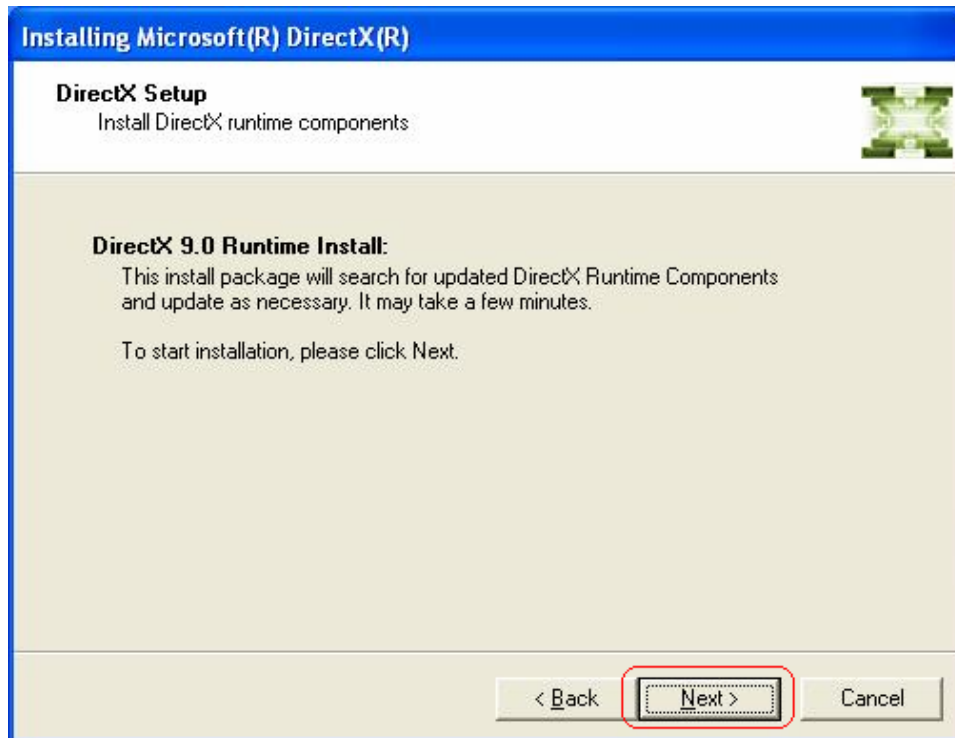 Installing Microsoft(R) DirectX(R)
DirectX Setup
Install DirectX runtime components
DirectX 9.0 Runtime Install:
This install package will search for updated DirectX Runtime Components
and update as necessary. It may take a few minutes.
To start installation, please click Next.
< Back Next > Cancel